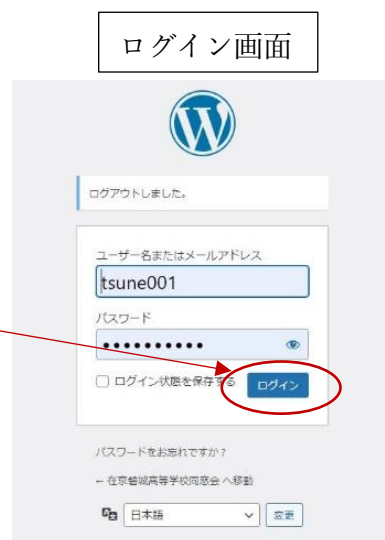 ログイン画面
ログアウトしました。
ユーザー名またはメールアドレス
tsune001
パスワード
••••••••••
ログイン状態を保存する
ログイン
パスワードをお忘れですか ?
← 在京磐城高等学校同窓会 へ移動
日本語
変更